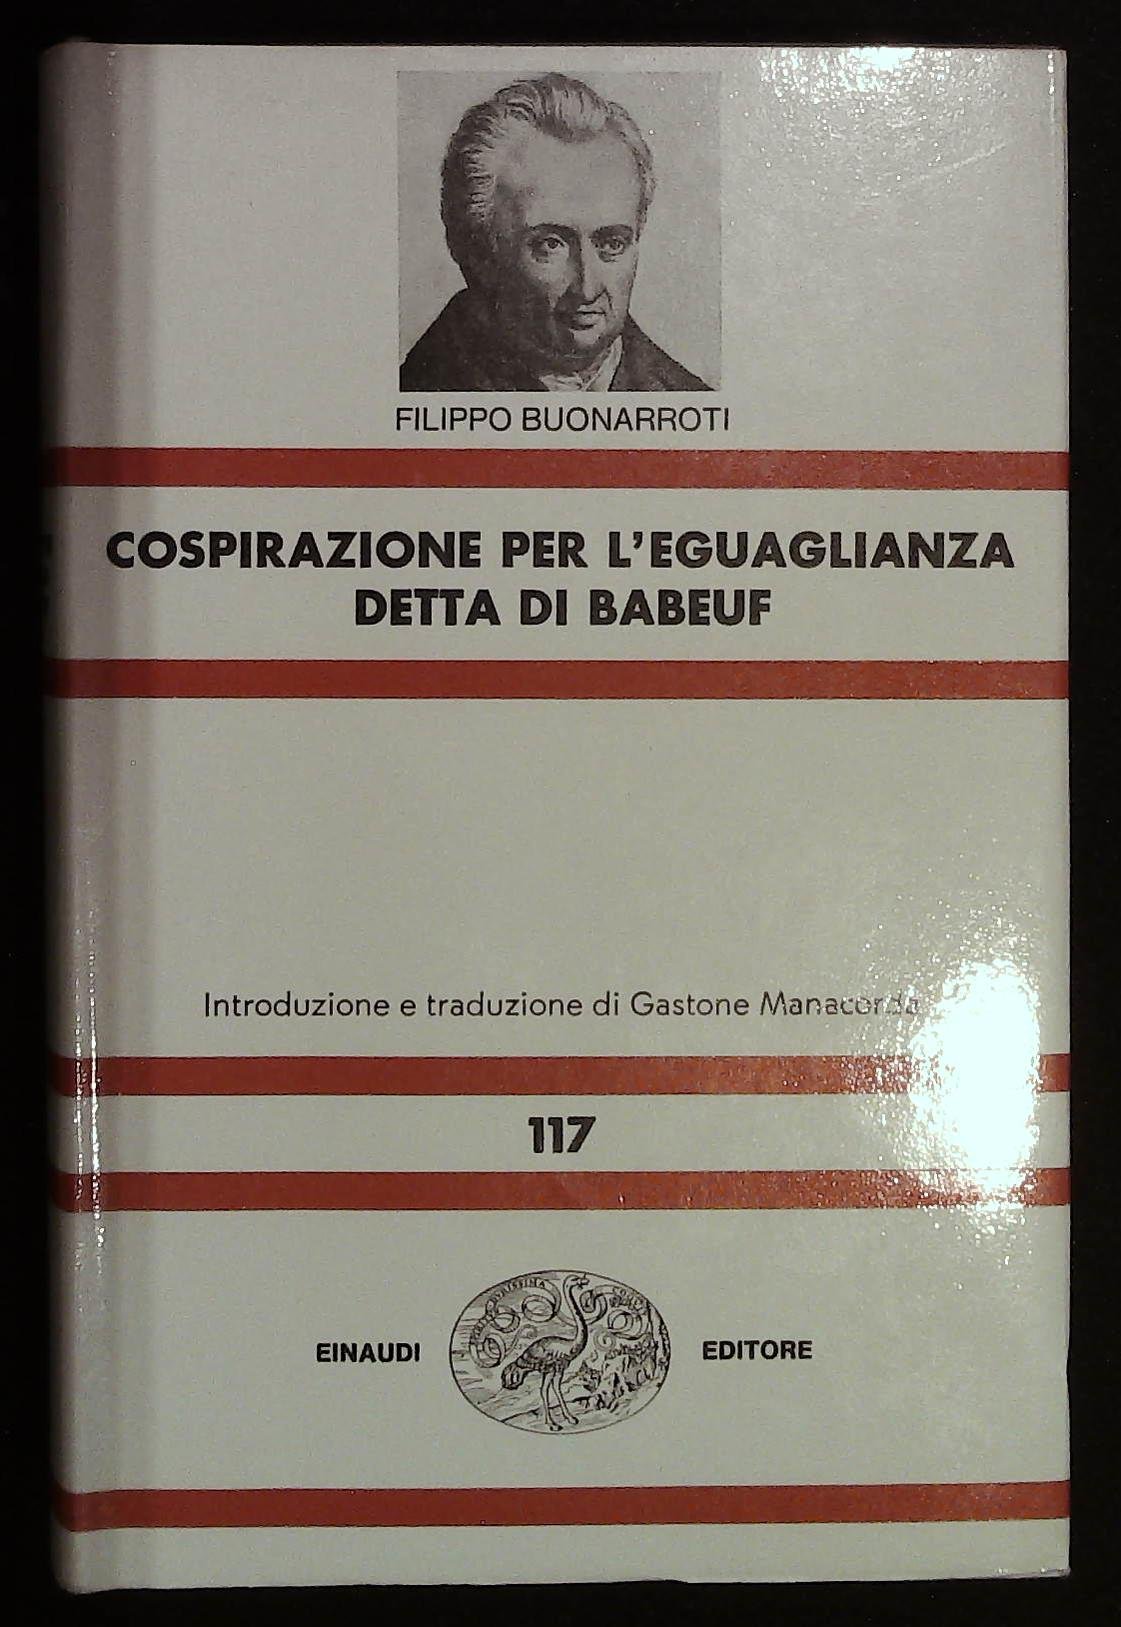 FILIPPO BUONARROTI
COSPIRAZIONE PER L'EGUAGLIANZA
DETTA DI BABEUF
Introduzione e traduzione di Gastone Manacorda
117
EINAUDI EDITORE